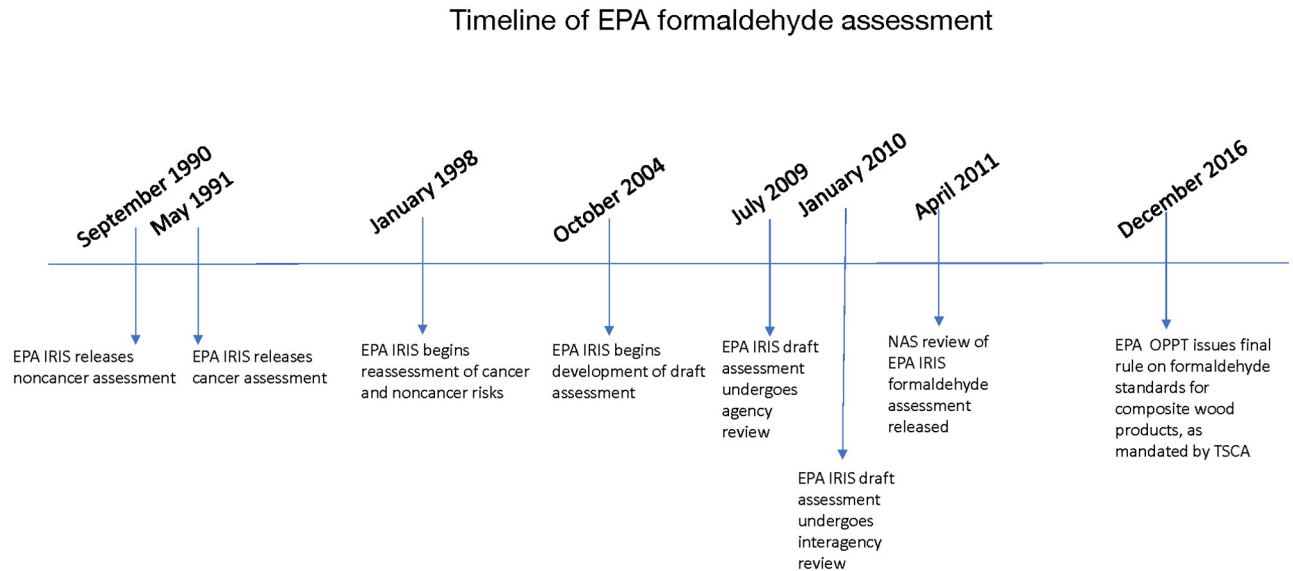 Timeline of EPA formaldehyde assessment
September 1990
May 1991
January 1998
October 2004
July 2009
January 2010
April 2011
December 2016
EPA IRIS releases
noncancer assessment
EPA IRIS releases
cancer assessment
EPA IRIS begins
reassessment of cancer
and noncancer risks
EPA IRIS begins
development of draft
assessment
EPA IRIS draft
assessment
undergoes
agency
review
EPA IRIS draft
assessment
undergoes
interagency
review
NAS review of
EPA IRIS
formaldehyde
assessment
released
EPA OPPT issues final
rule on formaldehyde
standards for
composite wood
products, as
mandated by TSCA